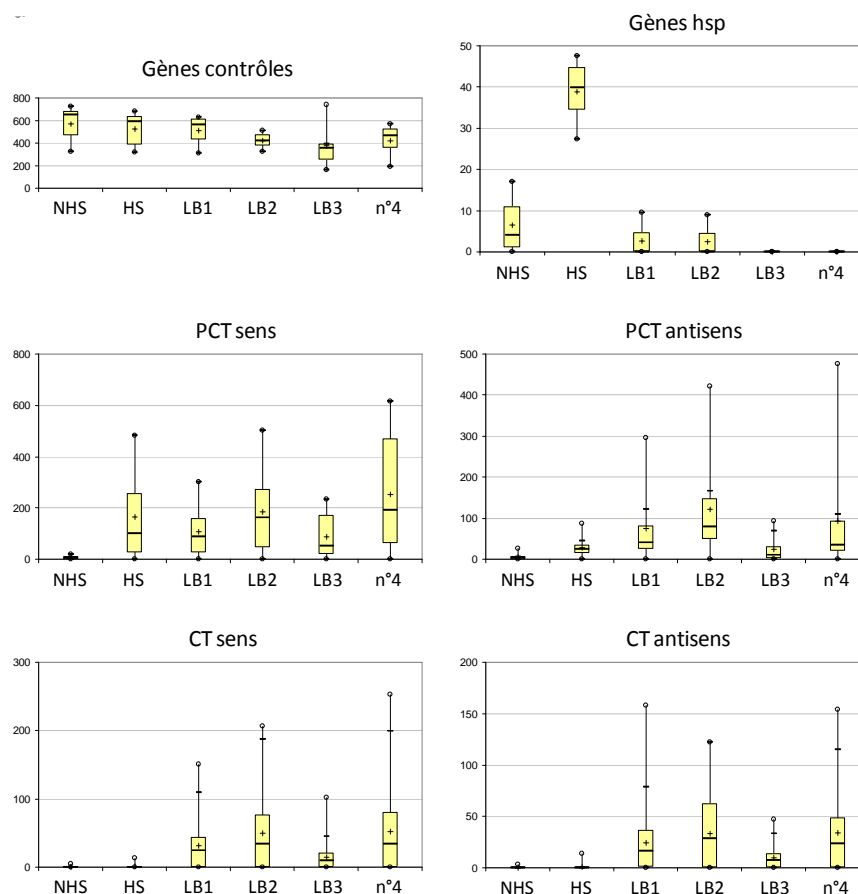 Gènes contrôles
800
600
400
200
0
NHS HS LB1 LB2 LB3 n°4
Gènes hsp
50
40
30
20
10
0
NHS HS LB1 LB2 LB3 n°4
PCT sens
800
600
400
200
0
NHS HS LB1 LB2 LB3 n°4
PCT antisens
500
400
300
200
100
0
NHS HS LB1 LB2 LB3 n°4
CT sens
300
200
100
0
NHS HS LB1 LB2 LB3 n°4
CT antisens
200
150
100
50
0
NHS HS LB1 LB2 LB3 n°4